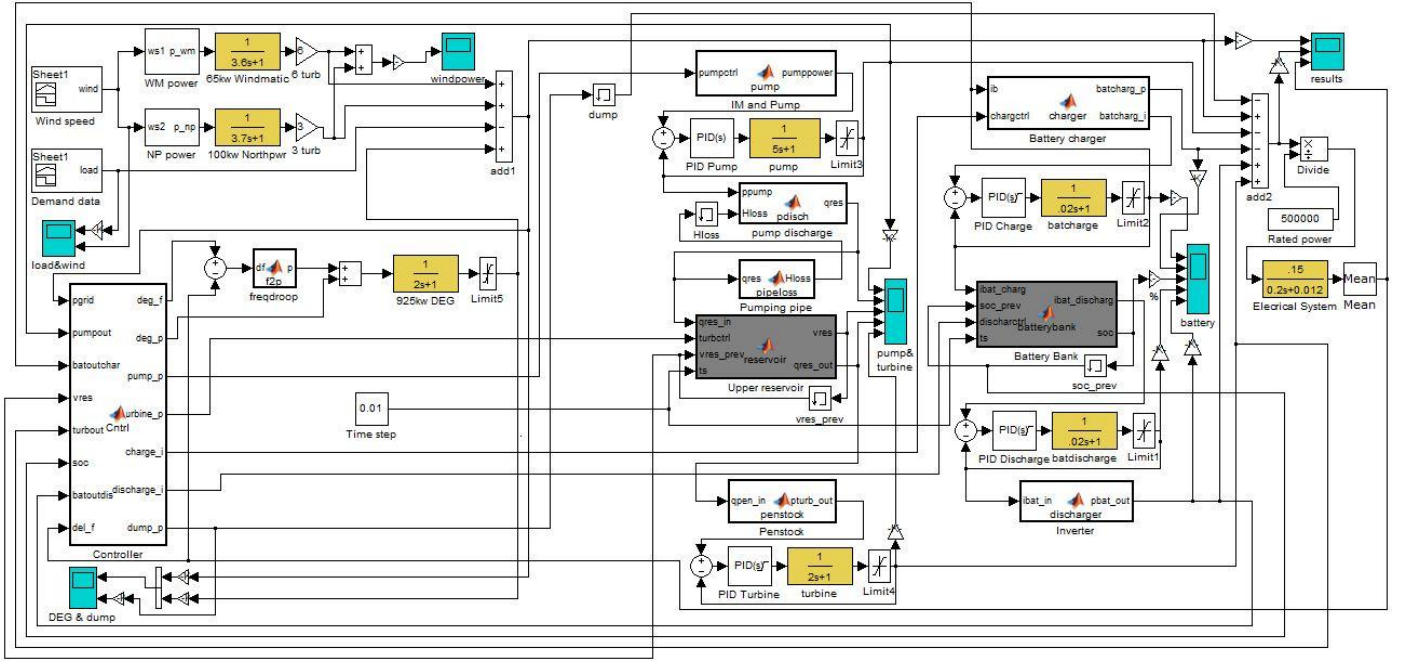 Sheet1
wind
Wind speed
Sheet1
load
Demand data
load&wind
ws1 p_wm
WM power
1
3.6s+1
65kw Windmatic
6
6 turb
ws2 p_np
NP power
1
3.7s+1
100kw Northpwr
3
3 turb
windpower
add1
dump
df p
f2p
freqdroop
1
2s+1
925kw DEG
Limit5
pgrid
pumpout
batoutchar
vres
turbout
soc
batoutdis
del_f
deg_f
deg_p
pump_p
turbine_p
charge_i
discharge_i
dump_p
Cntrl
Controller
DEG & dump
0.01
Time step
pumpctrl pumppower
pump
IM and Pump
PID(s)
PID Pump
1
5s+1
pump
Limit3
ppump qres
Hloss
pdisch
pump discharge
Hloss
qres Hloss
pipeloss
Pumping pipe
qres_in
turbctrl
vres_prev
ts
vres
qres_out
reservoir
Upper reservoir
vres_prev
pump&
turbine
qpen_in pturb_out
penstock
Penstock
PID(s)
PID Turbine
1
2s+1
turbine
Limit4
ib
chargctrl
batcharg_p
batcharg_i
charger
Battery charger
PID(s)
PID Charge
1
.02s+1
batcharge
Limit2
ibat_charg
soc_prev
discharctrl
ts
ibat_discharg
soc
batterybank
Battery Bank
%
soc_prev
battery
PID(s)
PID Discharge
1
.02s+1
batdischarge
Limit1
ibat_in pbat_out
discharger
Inverter
results
add2
Divide
500000
Rated power
.15
0.2s+0.012
Elecrical System
Mean
Mean